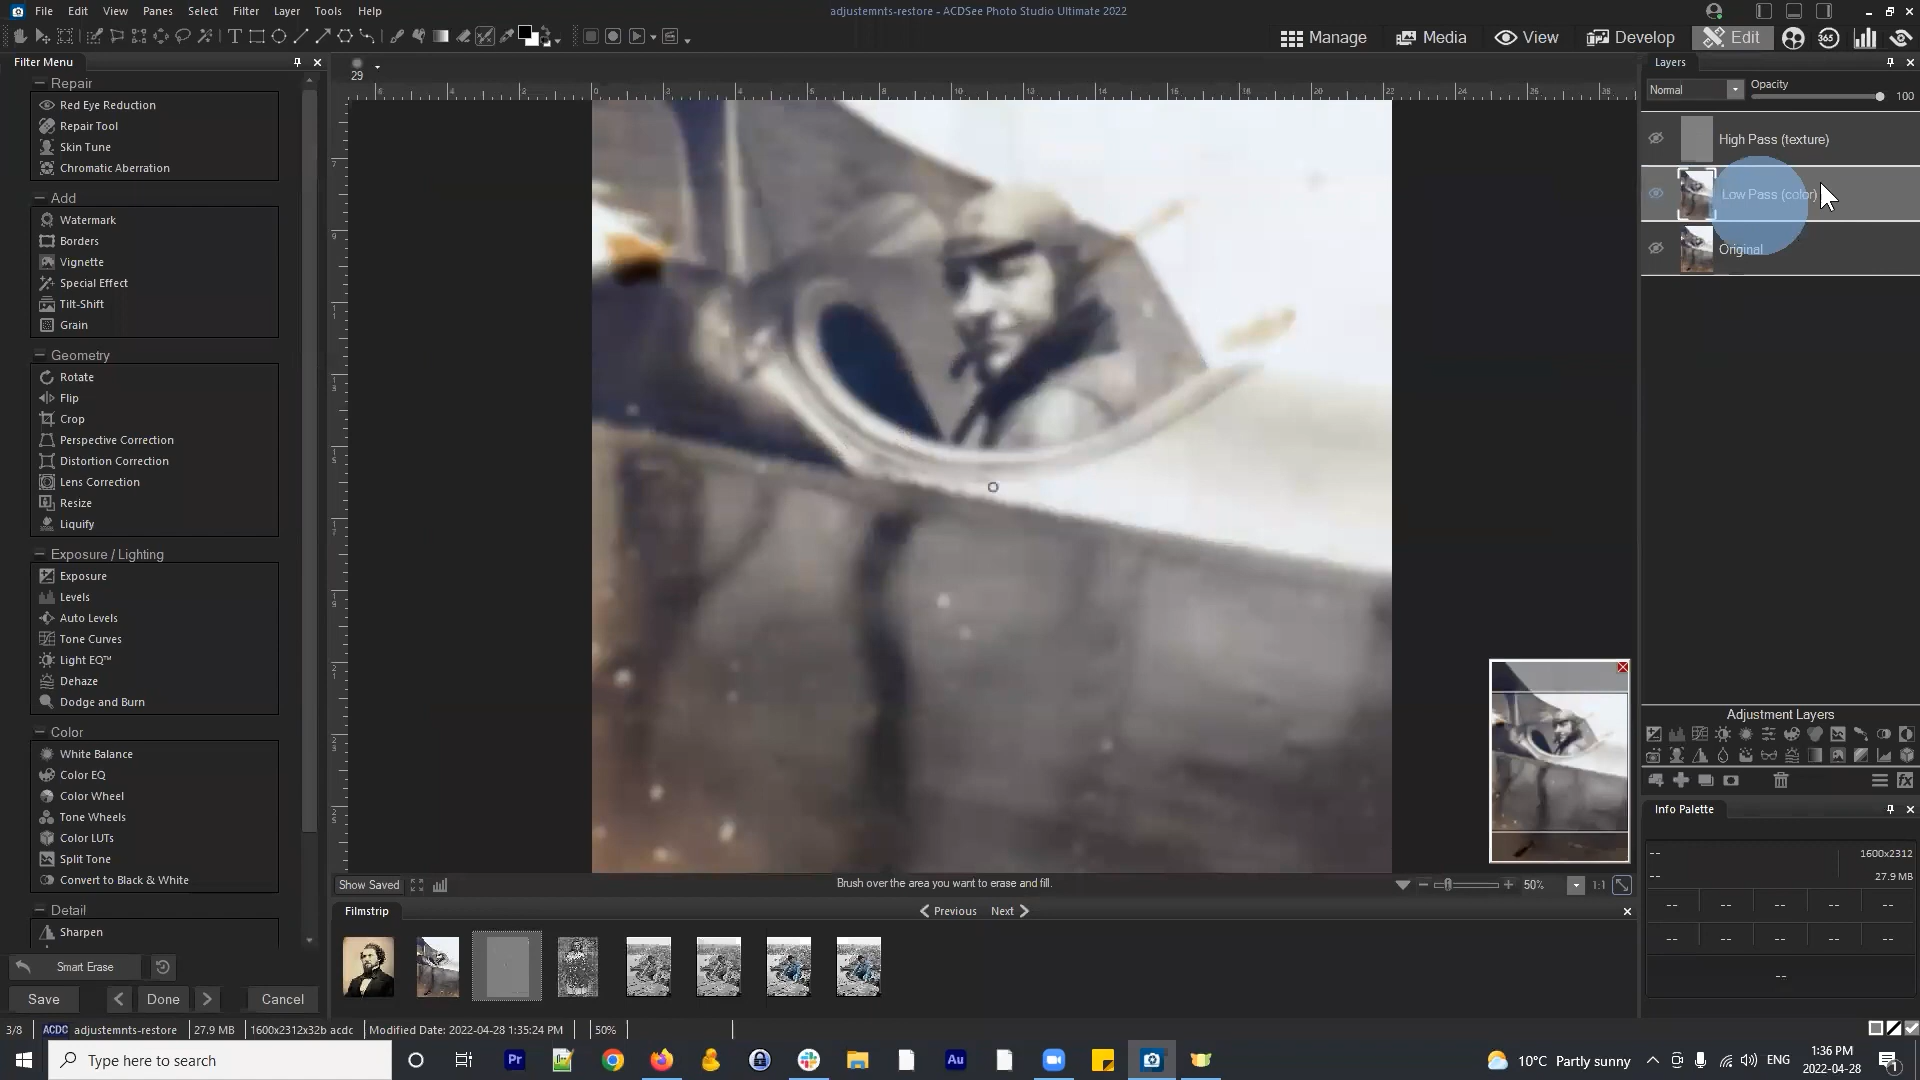 adjustemnts-restore - ACDSee Photo Studio Ultimate 2022
File Edit View Panes Select Filter Layer Tools Help
Manage Media View Develop Edit 365
Filter Menu
29
Layers
Repair
Red Eye Reduction
Repair Tool
Skin Tune
Chromatic Aberration
Add
Watermark
Borders
Vignette
Special Effect
Tilt-Shift
Grain
Geometry
Rotate
Flip
Crop
Perspective Correction
Distortion Correction
Lens Correction
Resize
Liquify
Exposure / Lighting
Exposure
Levels
Auto Levels
Tone Curves
Light EQ™
Dehaze
Dodge and Burn
Color
White Balance
Color EQ
Color Wheel
Tone Wheels
Color LUTs
Split Tone
Convert to Black & White
Detail
Sharpen
Smart Erase
Save Done Cancel
Normal Opacity 100
High Pass (texture)
Low Pass (color)
Original
Adjustment Layers
Info Palette
-- 1600x2312
-- 27.9 MB
-- -- -- -- --
-- -- -- -- --
--
Show Saved Brush over the area you want to erase and fill. 50% 1:1
Filmstrip Previous Next
3/8 ACDC adjustemnts-restore 27.9 MB 1600x2312x32b acdc Modified Date: 2022-04-28 1:35:24 PM 50%
Type here to search
Pr Au
10°C Partly sunny ENG 1:36 PM
2022-04-28
1